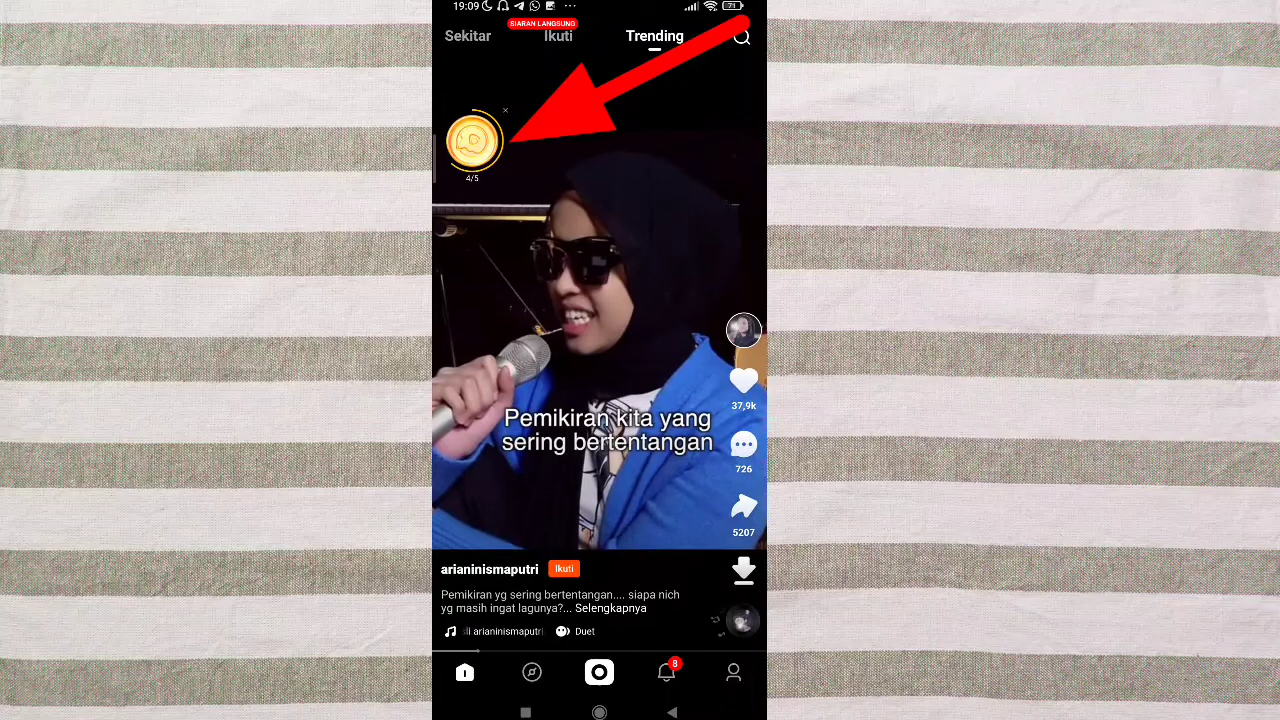 19:09
71
SIARAN LANGSUNG
Sekitar
Ikuti
Trending
4/5
Pemikiran kita yang
sering bertentangan
37,9k
726
5207
arianinismaputri
Ikuti
Pemikiran yg sering bertentangan.... siapa nich
yg masih ingat lagunya?... Selengkapnya
arianinismaputri
Duet
8